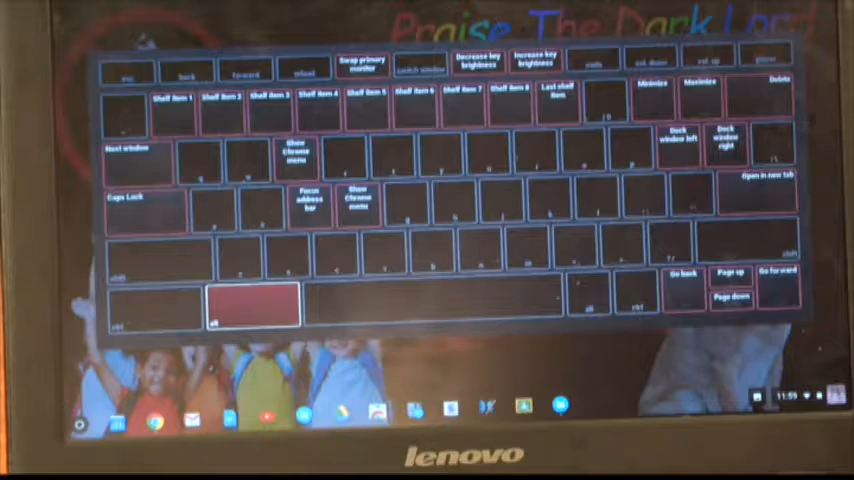 Praise The Dark Lord
esc back forward reload Swap primary monitor switch window Decrease key brightness Increase key brightness mute vol down vol up power
Shelf item 1 Shelf item 2 Shelf item 3 Shelf item 4 Shelf item 5 Shelf item 6 Shelf item 7 Shelf item 8 Last shelf item Minimize Maximize Delete
Next window q w Show Chrome menu r t y u i o p Dock window left Dock window right
Caps Lock Focus address bar Show Chrome menu g h j k l Open in new tab
shift z x c v b n m shift
ctrl alt alt ctrl Go back Page up Page down Go forward
11:59
lenovo